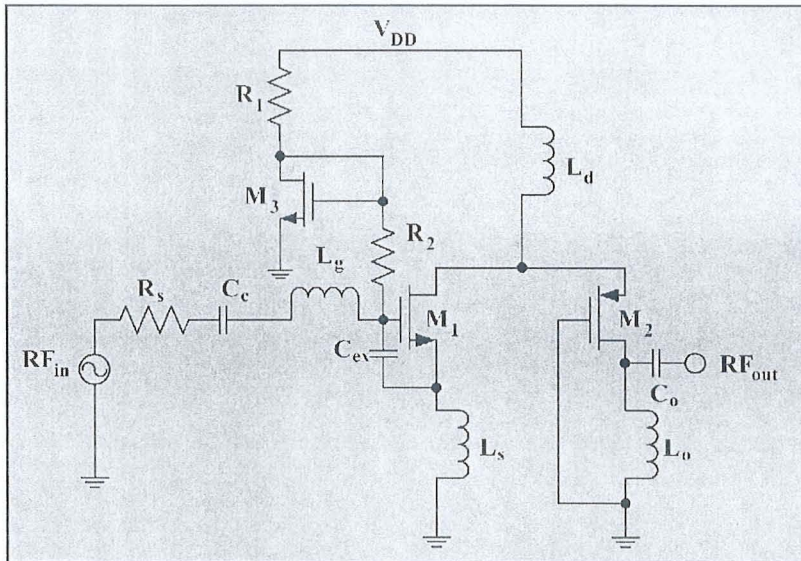 V_DD
R_1
L_d
M_3
R_2
L_g
R_s
C_c
M_1
M_2
C_ex
RF_in
RF_out
C_o
L_s
L_o